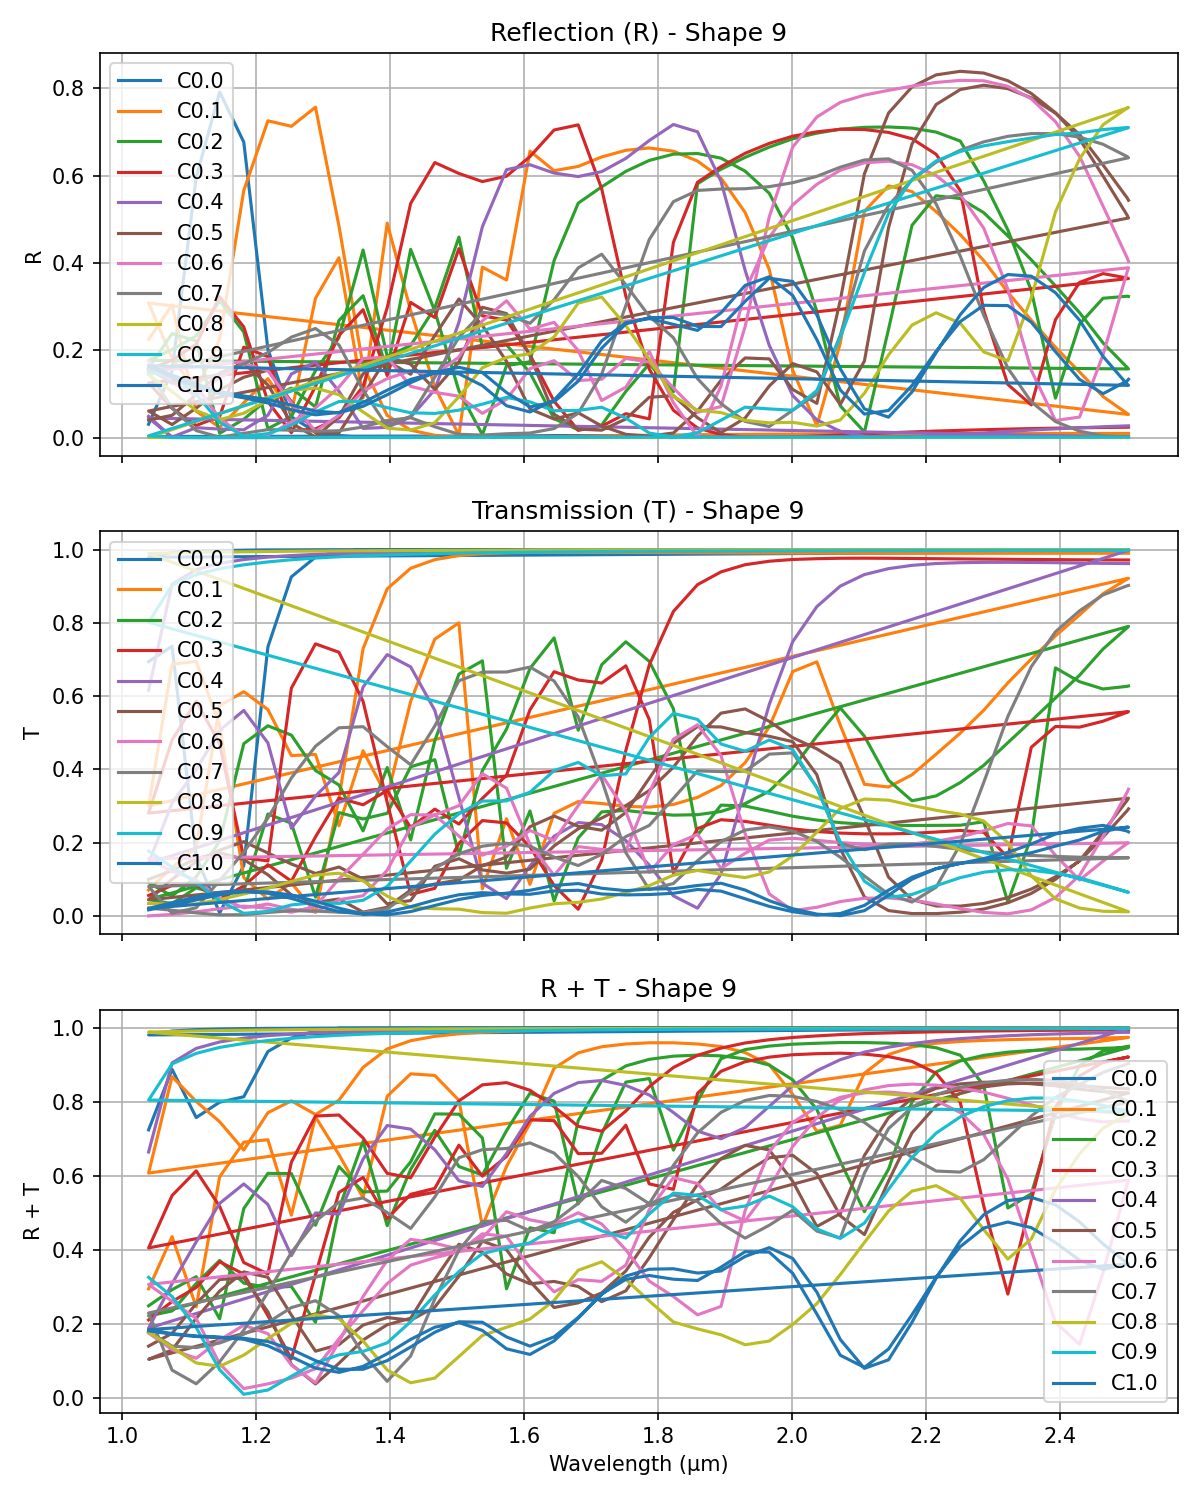 Reflection (R) - Shape 9
R
0.8
0.6
0.4
0.2
0.0
C0.0
C0.1
C0.2
C0.3
C0.4
C0.5
C0.6
C0.7
C0.8
C0.9
C1.0
Transmission (T) - Shape 9
T
1.0
0.8
0.6
0.4
0.2
0.0
C0.0
C0.1
C0.2
C0.3
C0.4
C0.5
C0.6
C0.7
C0.8
C0.9
C1.0
R + T - Shape 9
R + T
1.0
0.8
0.6
0.4
0.2
0.0
C0.0
C0.1
C0.2
C0.3
C0.4
C0.5
C0.6
C0.7
C0.8
C0.9
C1.0
1.0 1.2 1.4 1.6 1.8 2.0 2.2 2.4
Wavelength (μm)